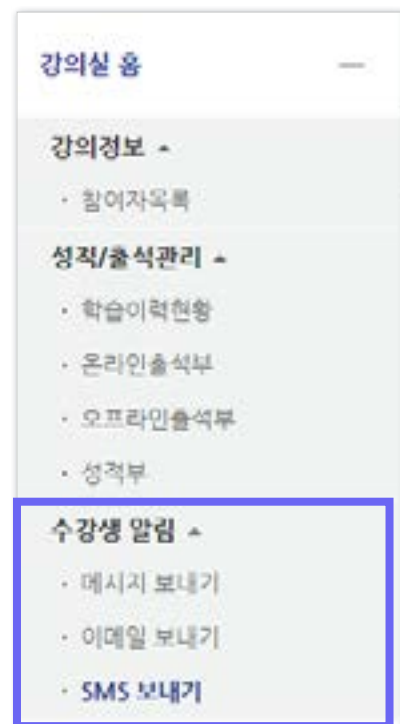 강의실 홈
강의정보
· 참여자목록
성적/출석관리
· 학습이력현황
· 온라인출석부
· 오프라인출석부
· 성적부
수강생 알림
· 메시지 보내기
· 이메일 보내기
· SMS 보내기